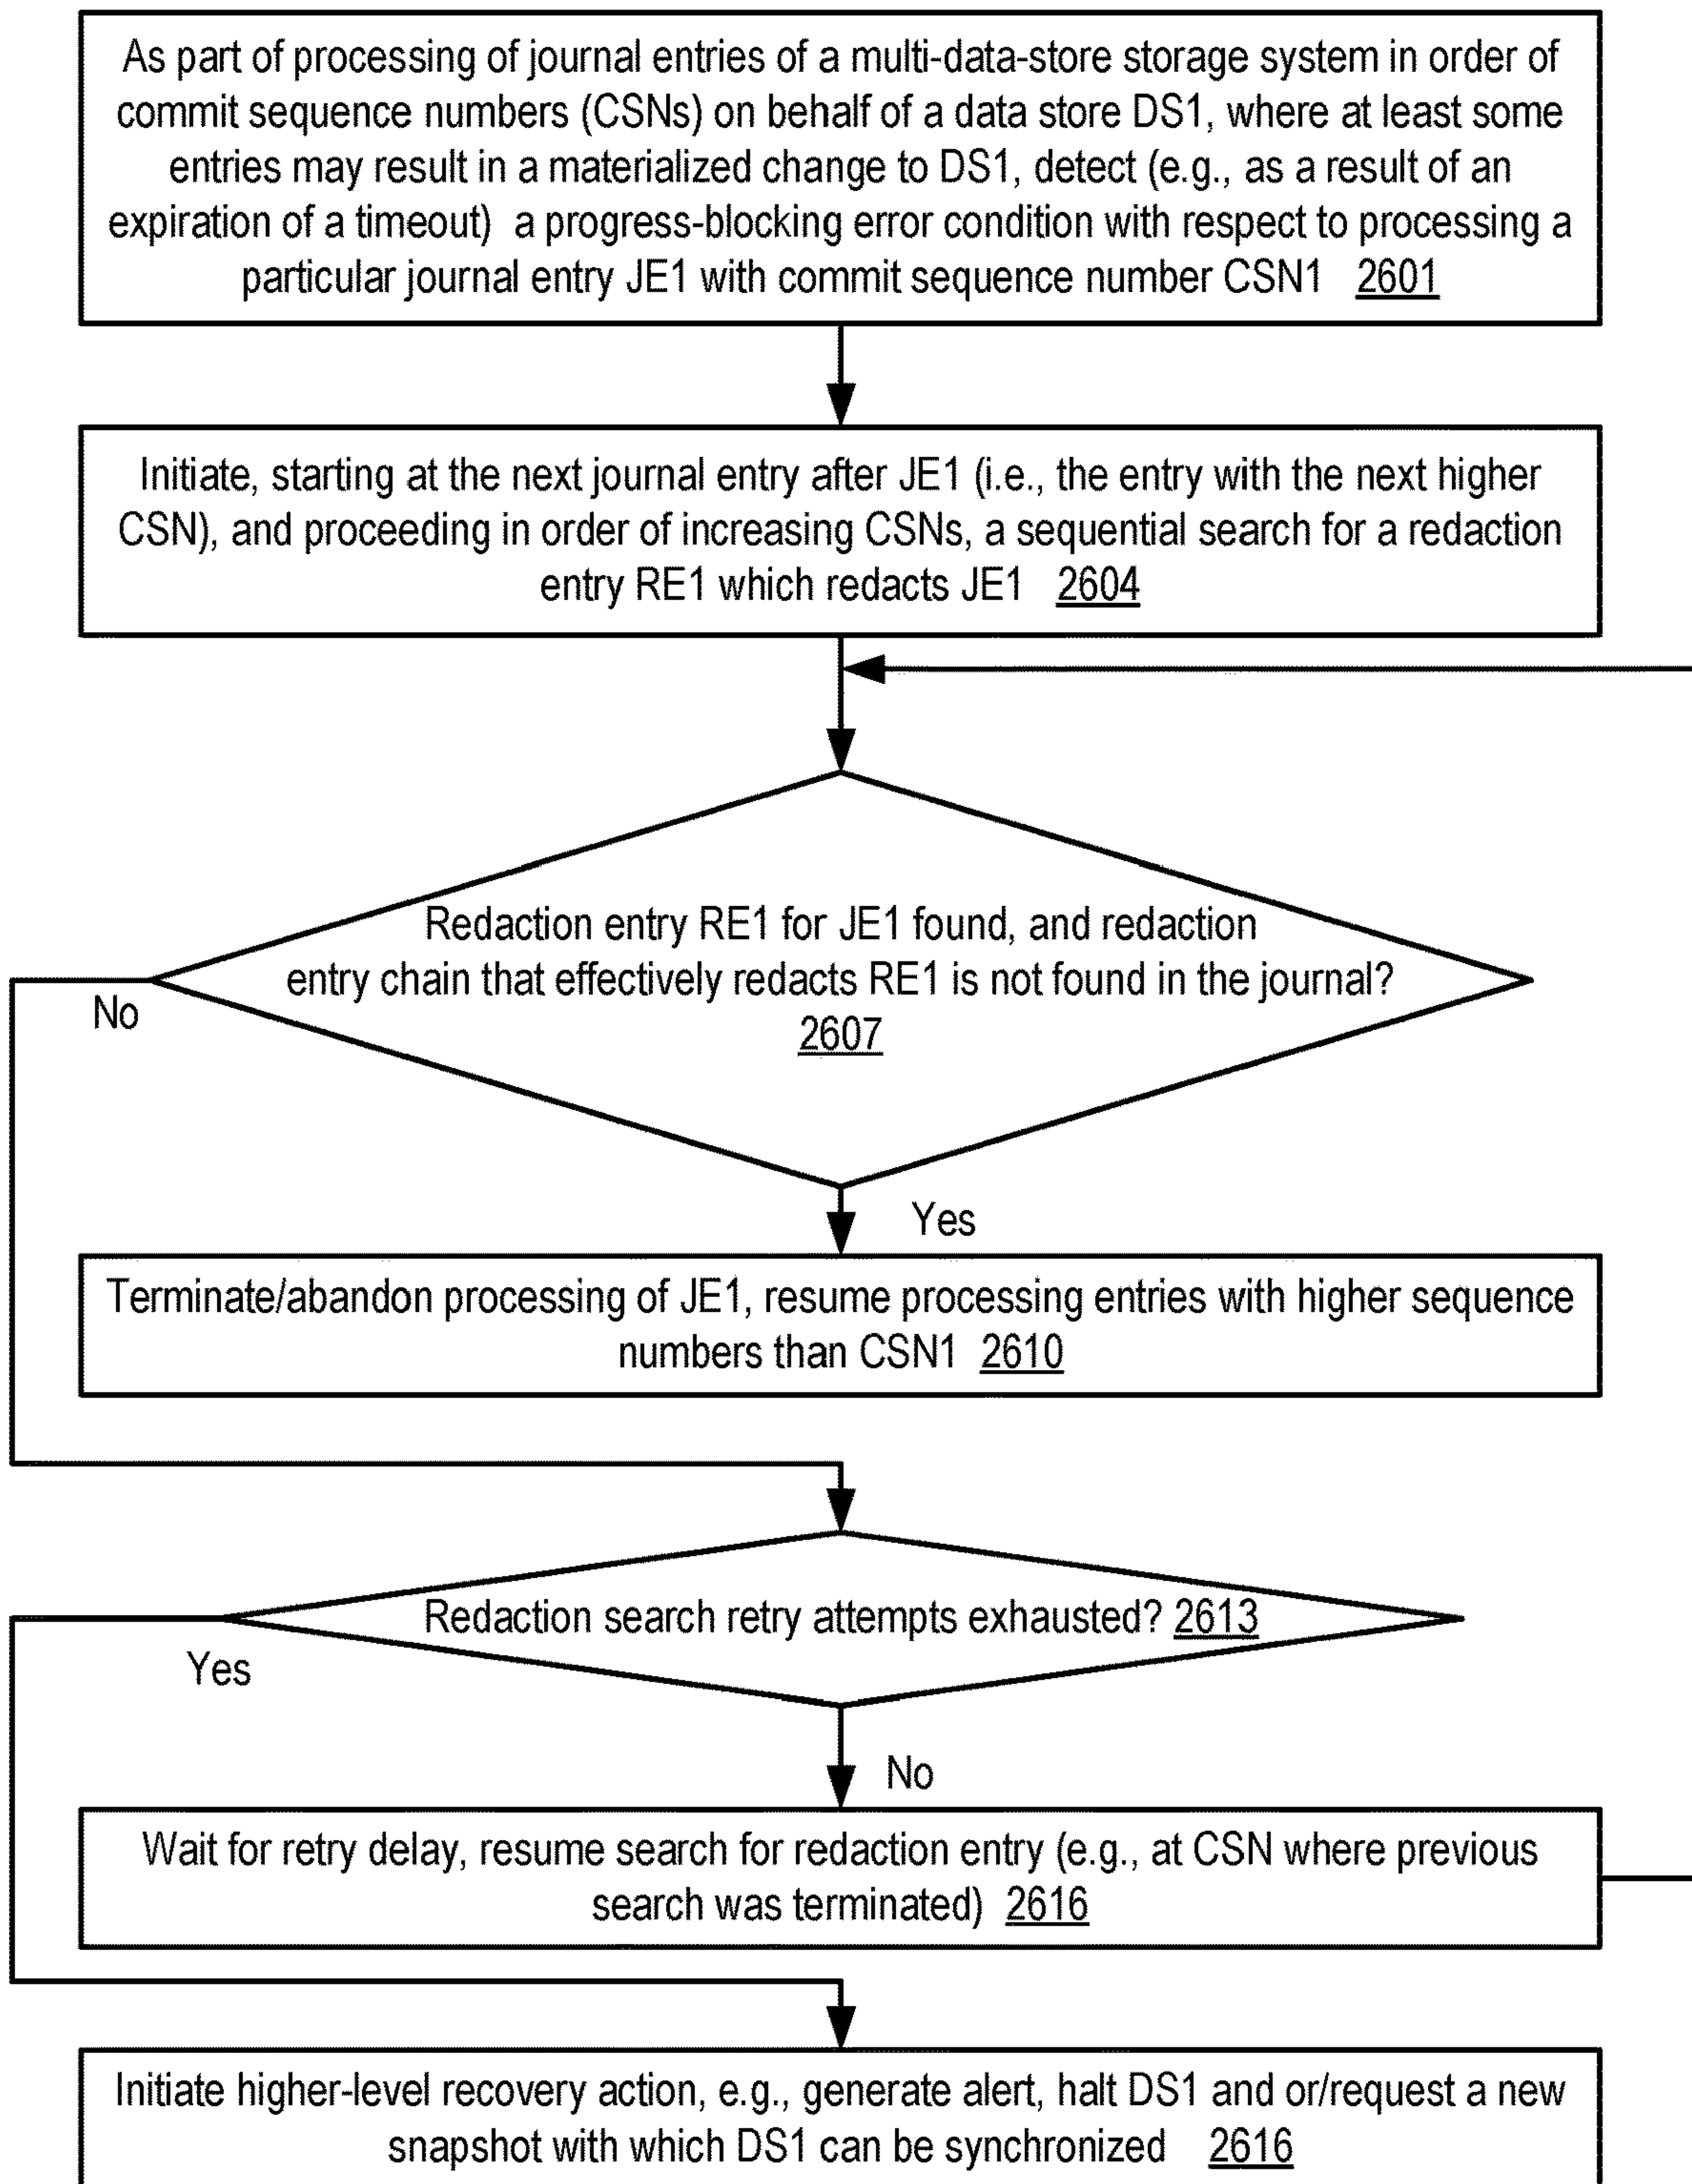 As part of processing of journal entries of a multi-data-store storage system in order of
commit sequence numbers (CSNs) on behalf of a data store DS1, where at least some
entries may result in a materialized change to DS1, detect (e.g., as a result of an
expiration of a timeout) a progress-blocking error condition with respect to processing a
particular journal entry JE1 with commit sequence number CSN1 2601
Initiate, starting at the next journal entry after JE1 (i.e., the entry with the next higher
CSN), and proceeding in order of increasing CSNs, a sequential search for a redaction
entry RE1 which redacts JE1 2604
Redaction entry RE1 for JE1 found, and redaction
entry chain that effectively redacts RE1 is not found in the journal?
2607
No
Yes
Terminate/abandon processing of JE1, resume processing entries with higher sequence
numbers than CSN1 2610
Redaction search retry attempts exhausted? 2613
Yes
No
Wait for retry delay, resume search for redaction entry (e.g., at CSN where previous
search was terminated) 2616
Initiate higher-level recovery action, e.g., generate alert, halt DS1 and or/request a new
snapshot with which DS1 can be synchronized 2616